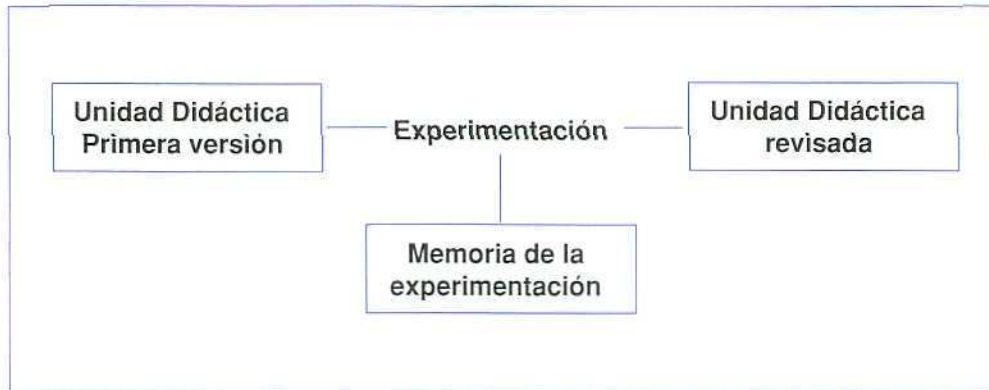 Unidad Didáctica
Primera versión
Experimentación
Unidad Didáctica
revisada
Memoria de la
experimentación